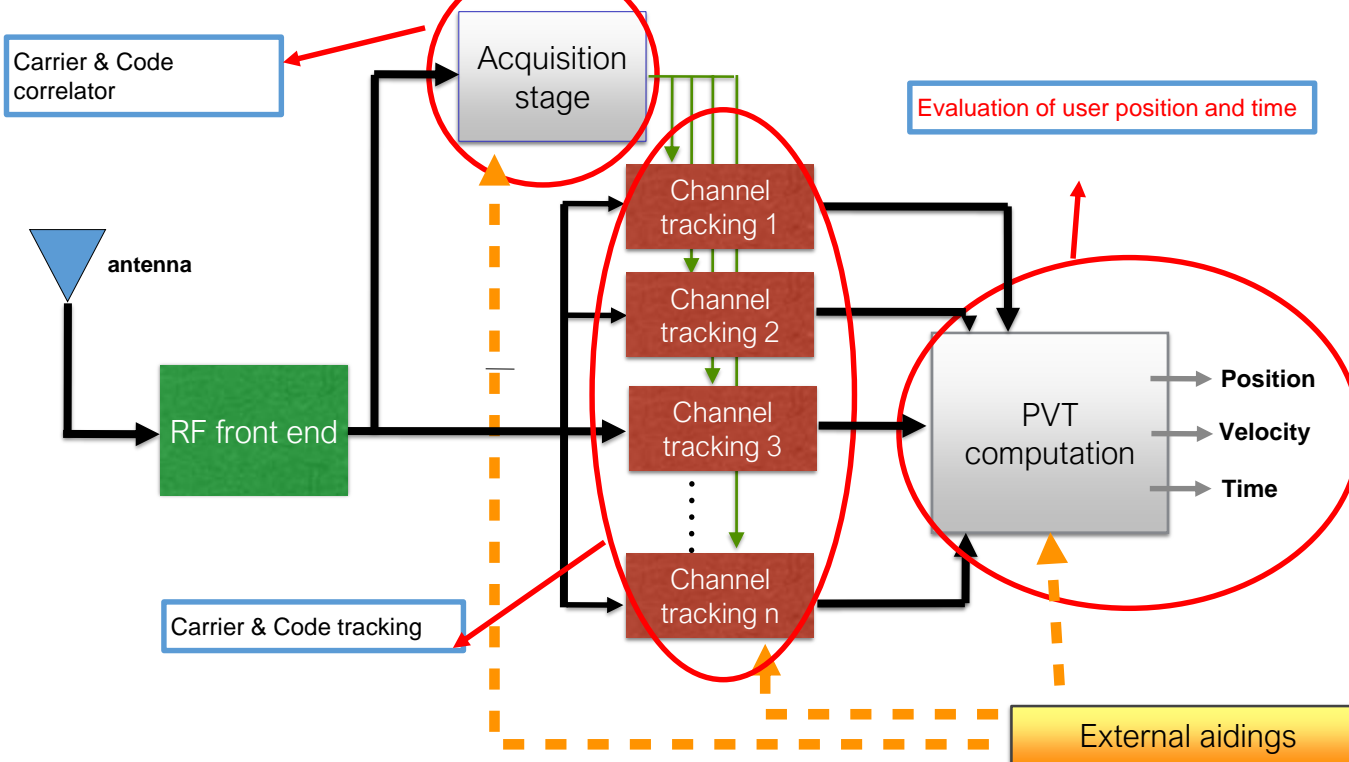 Carrier & Code
correlator
Acquisition
stage
Evaluation of user position and time
antenna
Channel
tracking 1
Channel
tracking 2
RF front end
Channel
tracking 3
PVT
computation
Position
Velocity
Time
Channel
tracking n
Carrier & Code tracking
External aidings